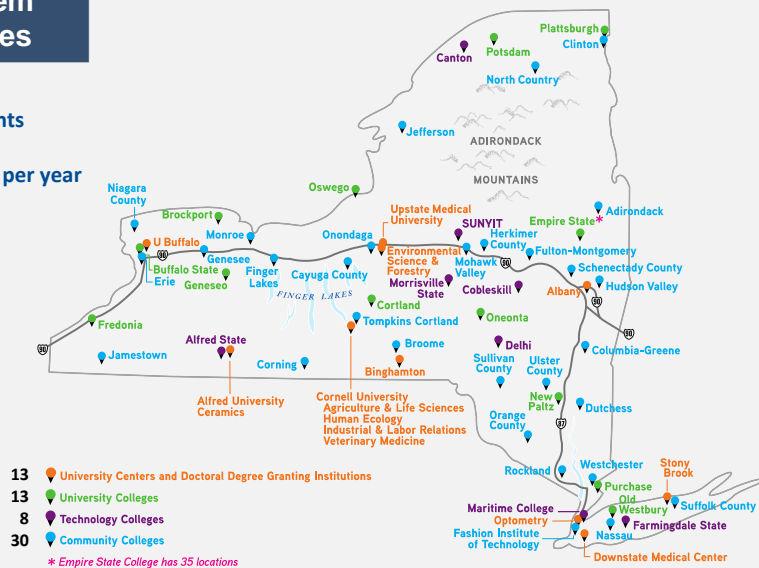 em
es
nts
per year
Plattsburgh
Clinton
Potsdam
Canton
North Country
Jefferson
ADIRONDACK
MOUNTAINS
Oswego
Niagara
County
Brockport
Monroe
U Buffalo
Buffalo State
Erie
90
Genesee
Geneseo
Finger
Lakes
Cayuga County
Onondaga
Upstate Medical
University
Environmental
Science &
Forestry
SUNYIT
Mohawk
Valley
Herkimer
County
90
Fulton-Montgomery
Empire State*
Adirondack
Schenectady County
Hudson Valley
Albany
90
90
Morrisville
State
Cobleskill
FINGER LAKES
Cortland
Tompkins Cortland
Oneonta
Delhi
Fredonia
90
Jamestown
Alfred State
Alfred University
Ceramics
Corning
Broome
Binghamton
Cornell University
Agriculture & Life Sciences
Human Ecology
Industrial & Labor Relations
Veterinary Medicine
Sullivan
County
Ulster
County
Columbia-Greene
New
Paltz
Dutchess
Orange
County
87
Rockland
Westchester
Purchase
Old
Westbury
Stony
Brook
Suffolk County
Maritime College
Optometry
Fashion Institute
of Technology
Nassau
Farmingdale State
Downstate Medical Center
13 University Centers and Doctoral Degree Granting Institutions
13 University Colleges
8 Technology Colleges
30 Community Colleges
* Empire State College has 35 locations